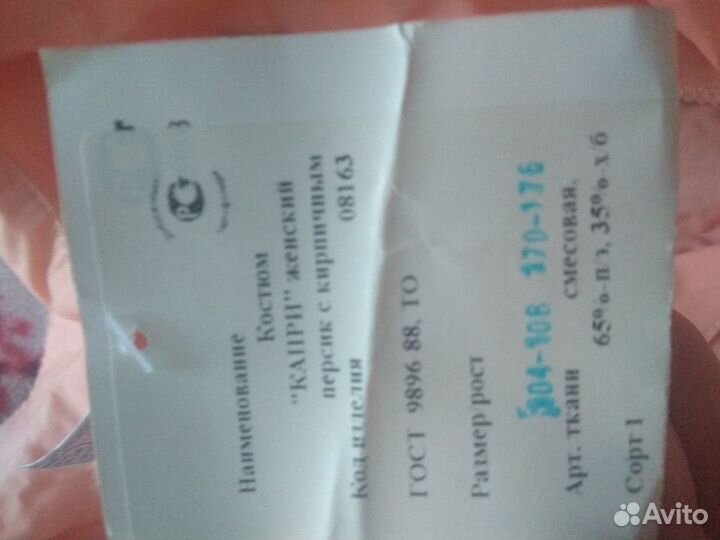 Наименование
Костюм
"КАПРИ" женский
персик с кирпичным
Код изделия 08163
ГОСТ 9896 88, ТО
Размер/рост
104-108 170-176
Арт. ткани смесовая,
65%-пэ, 35%-х б
Сорт 1
Avito